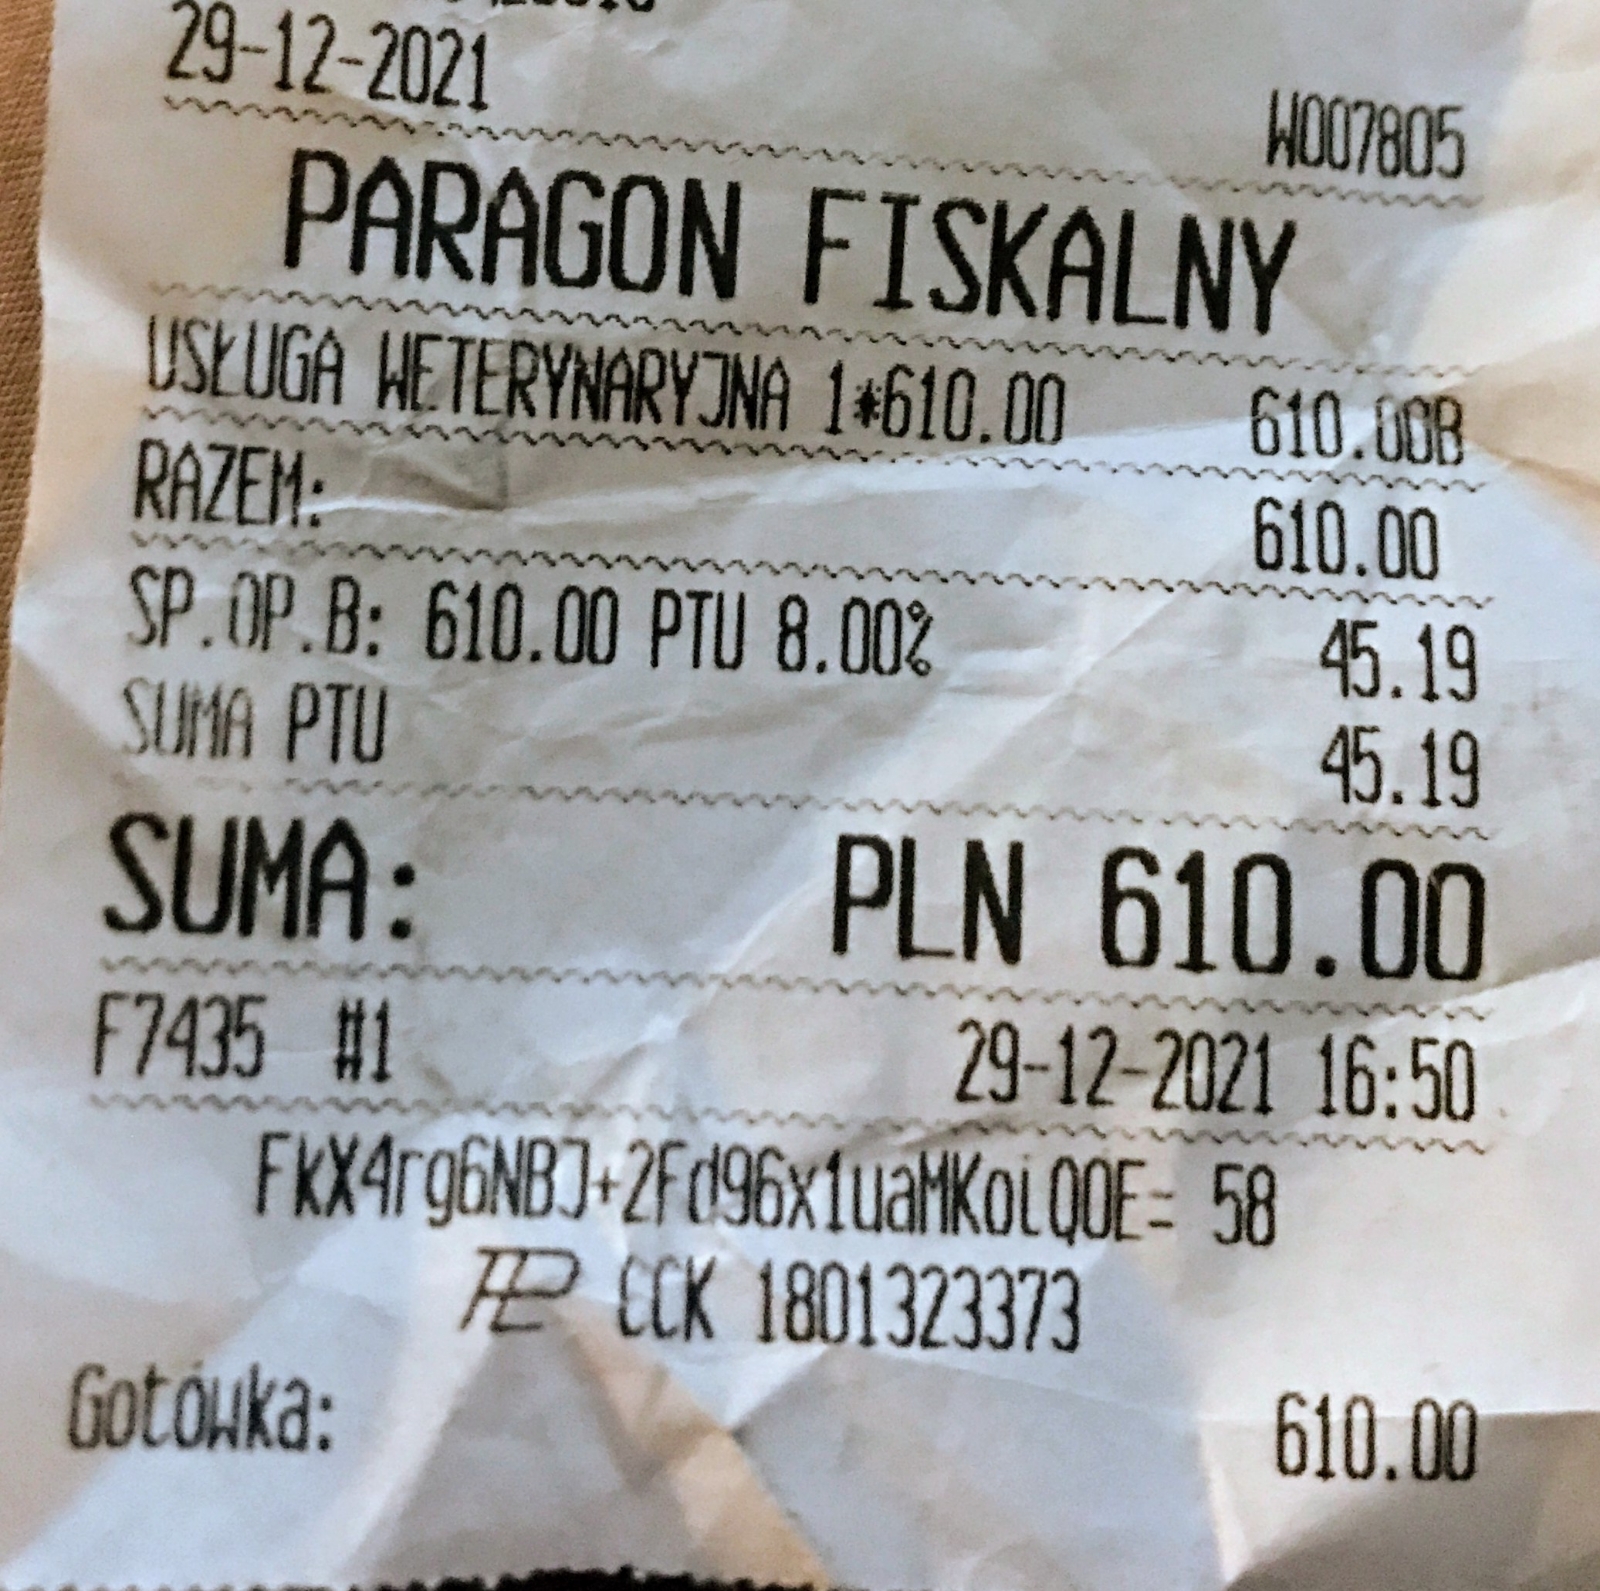 29-12-2021 W007805
PARAGON FISKALNY
USŁUGA WETERYNARYJNA 1*610.00 610.00B
RAZEM: 610.00
SP.OP.B: 610.00 PTU 8.00% 45.19
SUMA PTU 45.19
SUMA: PLN 610.00
F7435 #1 29-12-2021 16:50
FkX4rg6NBJ+2Fd96x1uaMKoiQOE= 58
CCK 1801323373
Gotówka: 610.00